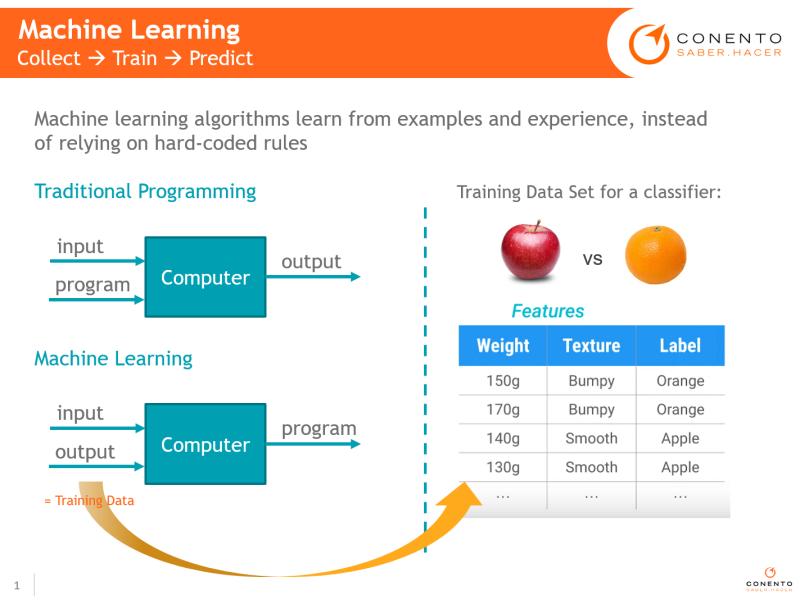 Machine Learning
Collect → Train → Predict
CONENTO
SABER.HACER
Machine learning algorithms learn from examples and experience, instead
of relying on hard-coded rules
Traditional Programming
input
program
Computer
output
Machine Learning
input
output
Computer
program
= Training Data
Training Data Set for a classifier:
vs
Features
Weight Texture Label
150g Bumpy Orange
170g Bumpy Orange
140g Smooth Apple
130g Smooth Apple
... ... ...
1
CONENTO
SABER.HACER